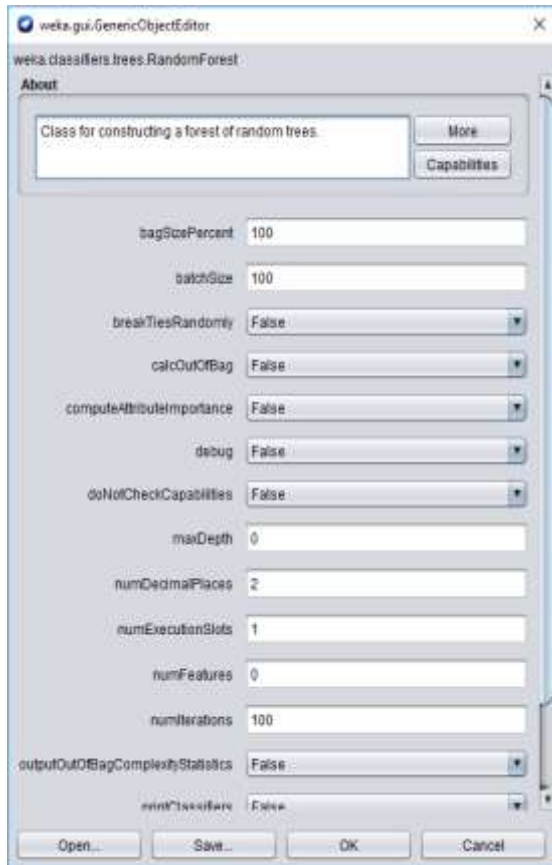 weka.gui.GenericObjectEditor
weka.classifiers.trees.RandomForest
About
Class for constructing a forest of random trees.
More
Capabilities
bagSizePercent 100
batchSize 100
breakTiesRandomly False
calcOutOfBag False
computeAttributeImportance False
debug False
doNotCheckCapabilities False
maxDepth 0
numDecimalPlaces 2
numExecutionSlots 1
numFeatures 0
numIterations 100
outputOutOfBagComplexityStatistics False
printClassifiers False
Open... Save... OK Cancel